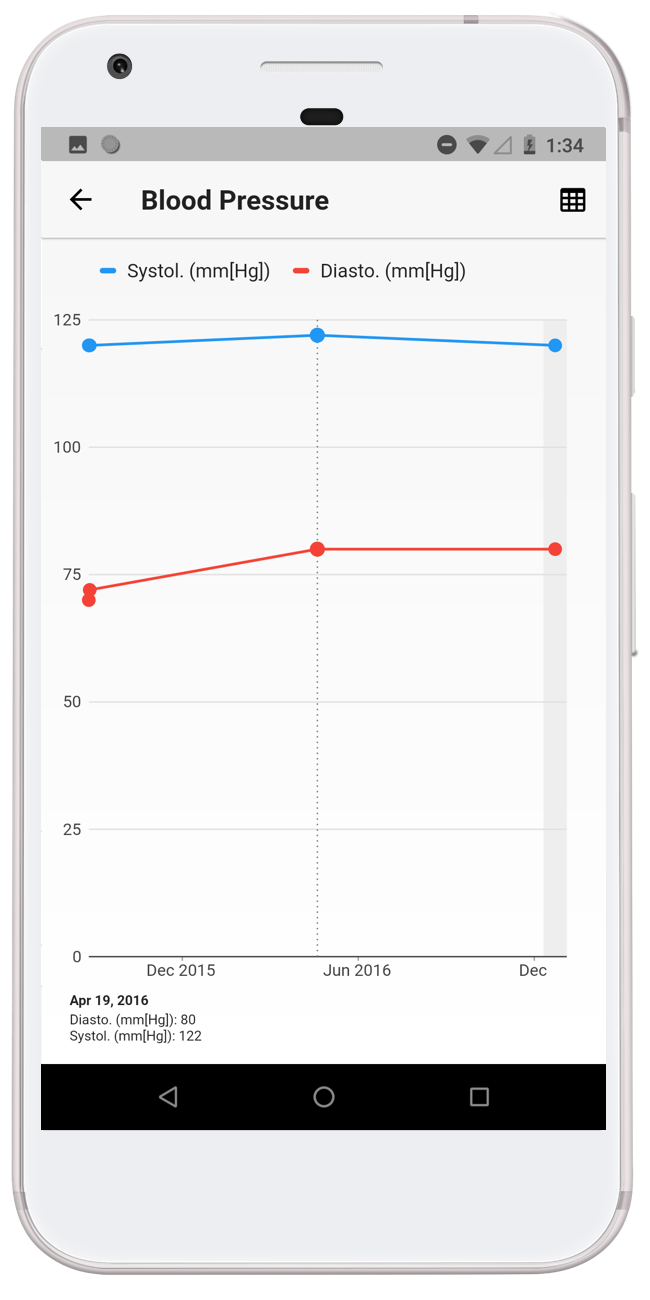 1:34
Blood Pressure
Systol. (mm[Hg]) Diasto. (mm[Hg])
125
100
75
50
25
0
Dec 2015 Jun 2016 Dec
Apr 19, 2016
Diasto. (mm[Hg]): 80
Systol. (mm[Hg]): 122